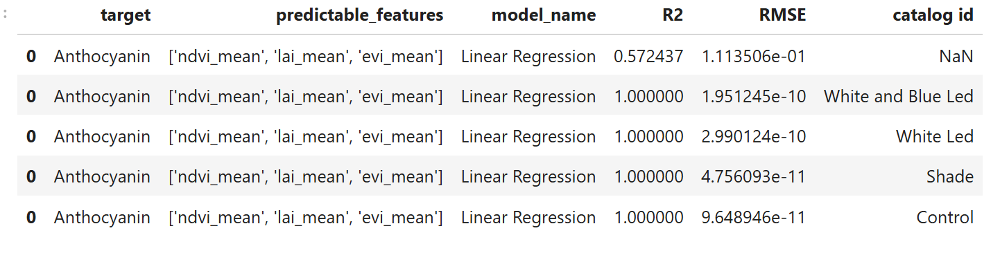 target predictable_features model_name R2 RMSE catalog id
0 Anthocyanin ['ndvi_mean', 'lai_mean', 'evi_mean'] Linear Regression 0.572437 1.113506e-01 NaN
0 Anthocyanin ['ndvi_mean', 'lai_mean', 'evi_mean'] Linear Regression 1.000000 1.951245e-10 White and Blue Led
0 Anthocyanin ['ndvi_mean', 'lai_mean', 'evi_mean'] Linear Regression 1.000000 2.990124e-10 White Led
0 Anthocyanin ['ndvi_mean', 'lai_mean', 'evi_mean'] Linear Regression 1.000000 4.756093e-11 Shade
0 Anthocyanin ['ndvi_mean', 'lai_mean', 'evi_mean'] Linear Regression 1.000000 9.648946e-11 Control